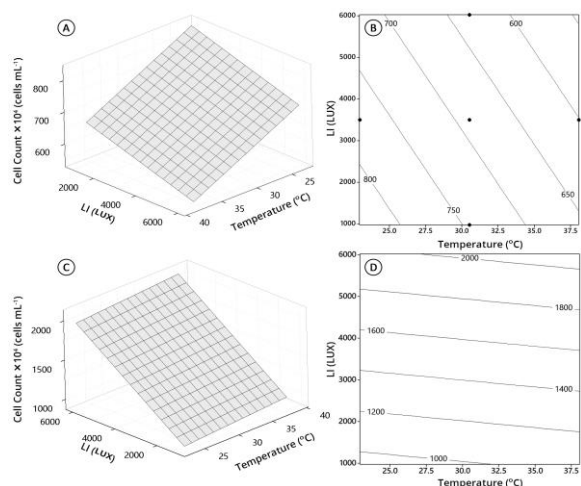 A
Cell Count ×10⁴ (cells mL⁻¹)
800
700
600
2000
4000
6000
LI (LUX)
40
35
30
25
Temperature (°C)
B
LI (LUX)
6000
5000
4000
3000
2000
1000
700
600
800
750
650
25.0 27.5 30.0 32.5 35.0 37.5
Temperature (°C)
C
Cell Count ×10⁴ (cells mL⁻¹)
2000
1500
1000
6000
4000
2000
LI (LUX)
25
30
35
40
Temperature (°C)
D
LI (LUX)
6000
5000
4000
3000
2000
1000
2000
1800
1600
1400
1200
1000
25.0 27.5 30.0 32.5 35.0 37.5
Temperature (°C)